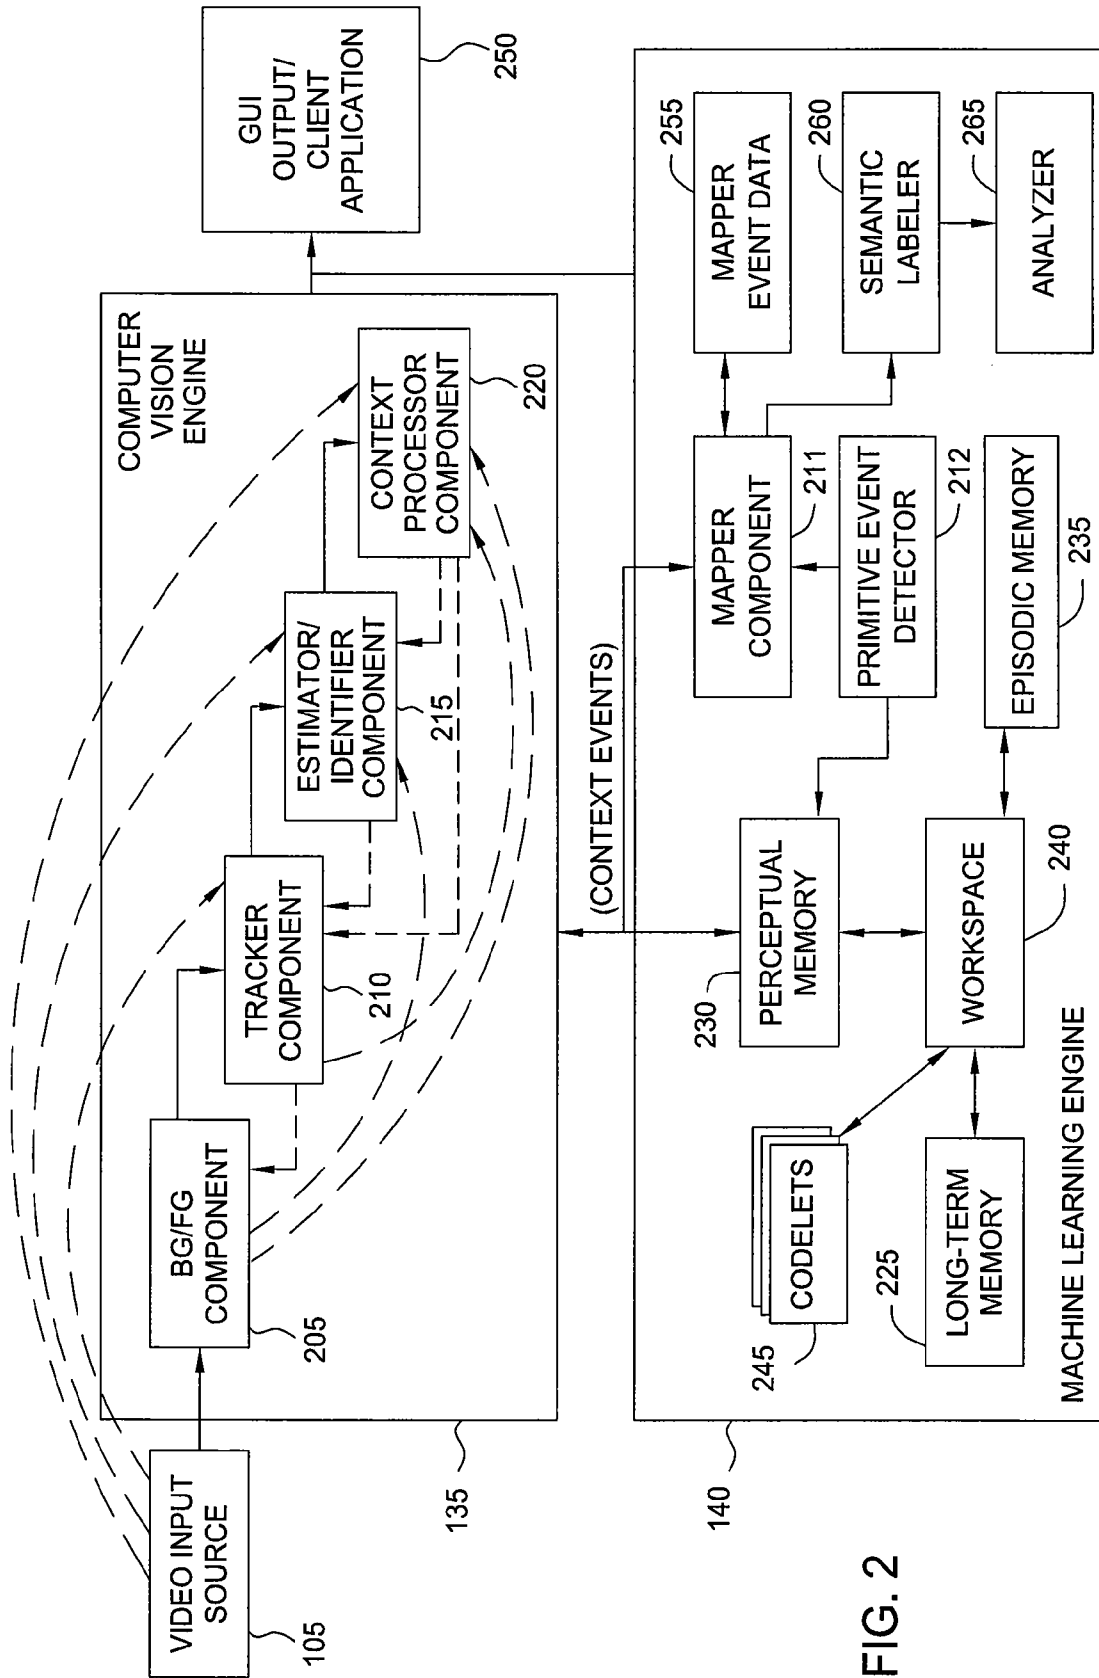 VIDEO INPUT
SOURCE
105
COMPUTER
VISION
ENGINE
135
BG/FG
COMPONENT
205
TRACKER
COMPONENT
210
ESTIMATOR/
IDENTIFIER
COMPONENT
215
CONTEXT
PROCESSOR
COMPONENT
220
GUI
OUTPUT/
CLIENT
APPLICATION
250
(CONTEXT EVENTS)
140
MACHINE LEARNING ENGINE
CODELETS
245
LONG-TERM
MEMORY
225
PERCEPTUAL
MEMORY
230
WORKSPACE
240
EPISODIC MEMORY
235
MAPPER
COMPONENT
211
PRIMITIVE EVENT
DETECTOR
212
MAPPER
EVENT DATA
255
SEMANTIC
LABELER
260
ANALYZER
265
FIG. 2